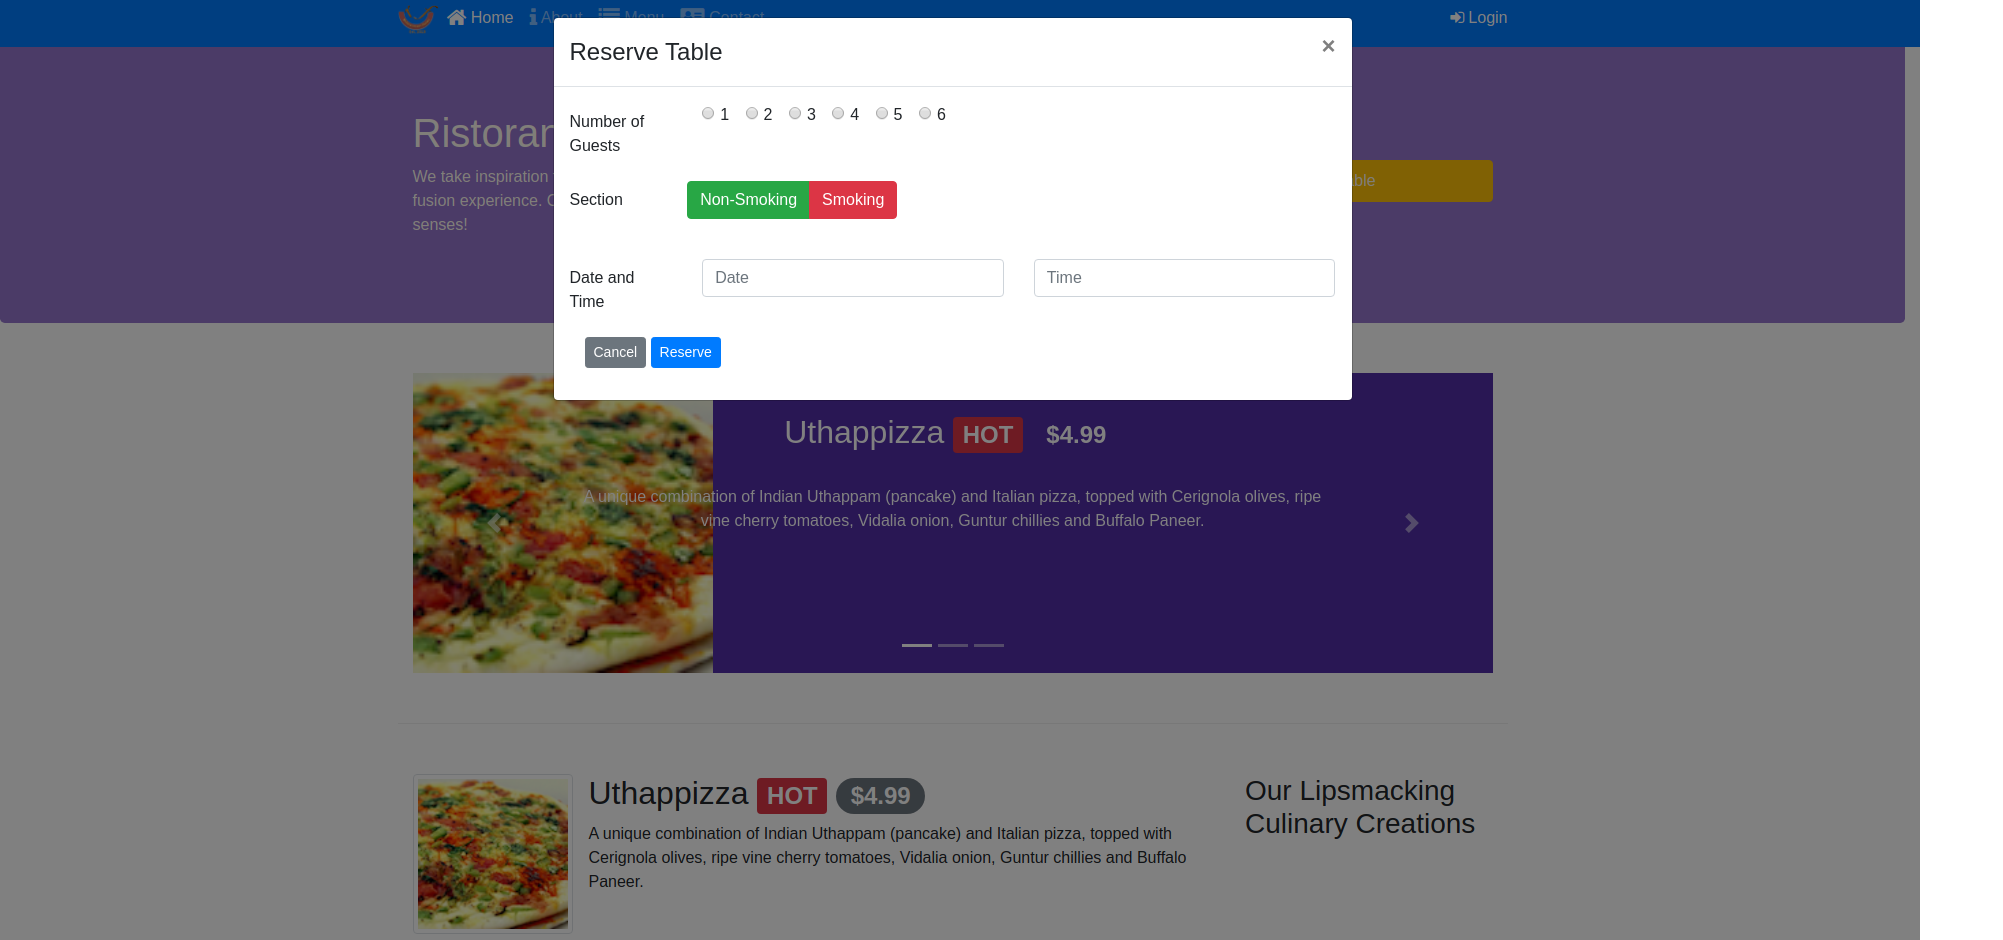 Home About Menu Contact Login
Reserve Table ×
Number of Guests
1 2 3 4 5 6
Section
Non-Smoking Smoking
Date and Time
Date Time
Cancel Reserve
Ristoran
We take inspiration
fusion experience. C
senses!
able
Uthappizza HOT $4.99
A unique combination of Indian Uthappam (pancake) and Italian pizza, topped with Cerignola olives, ripe
vine cherry tomatoes, Vidalia onion, Guntur chillies and Buffalo Paneer.
Uthappizza HOT $4.99
A unique combination of Indian Uthappam (pancake) and Italian pizza, topped with
Cerignola olives, ripe vine cherry tomatoes, Vidalia onion, Guntur chillies and Buffalo
Paneer.
Our Lipsmacking
Culinary Creations